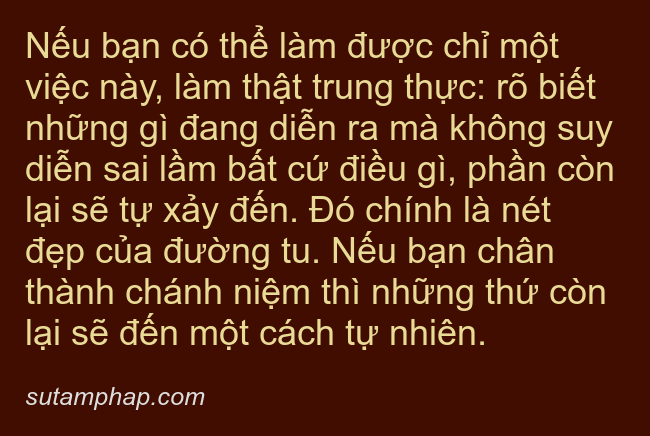 Nếu bạn có thể làm được chỉ một
việc này, làm thật trung thực: rõ biết
những gì đang diễn ra mà không suy
diễn sai lầm bất cứ điều gì, phần còn
lại sẽ tự xảy đến. Đó chính là nét
đẹp của đường tu. Nếu bạn chân
thành chánh niệm thì những thứ còn
lại sẽ đến một cách tự nhiên.
sutamphap.com